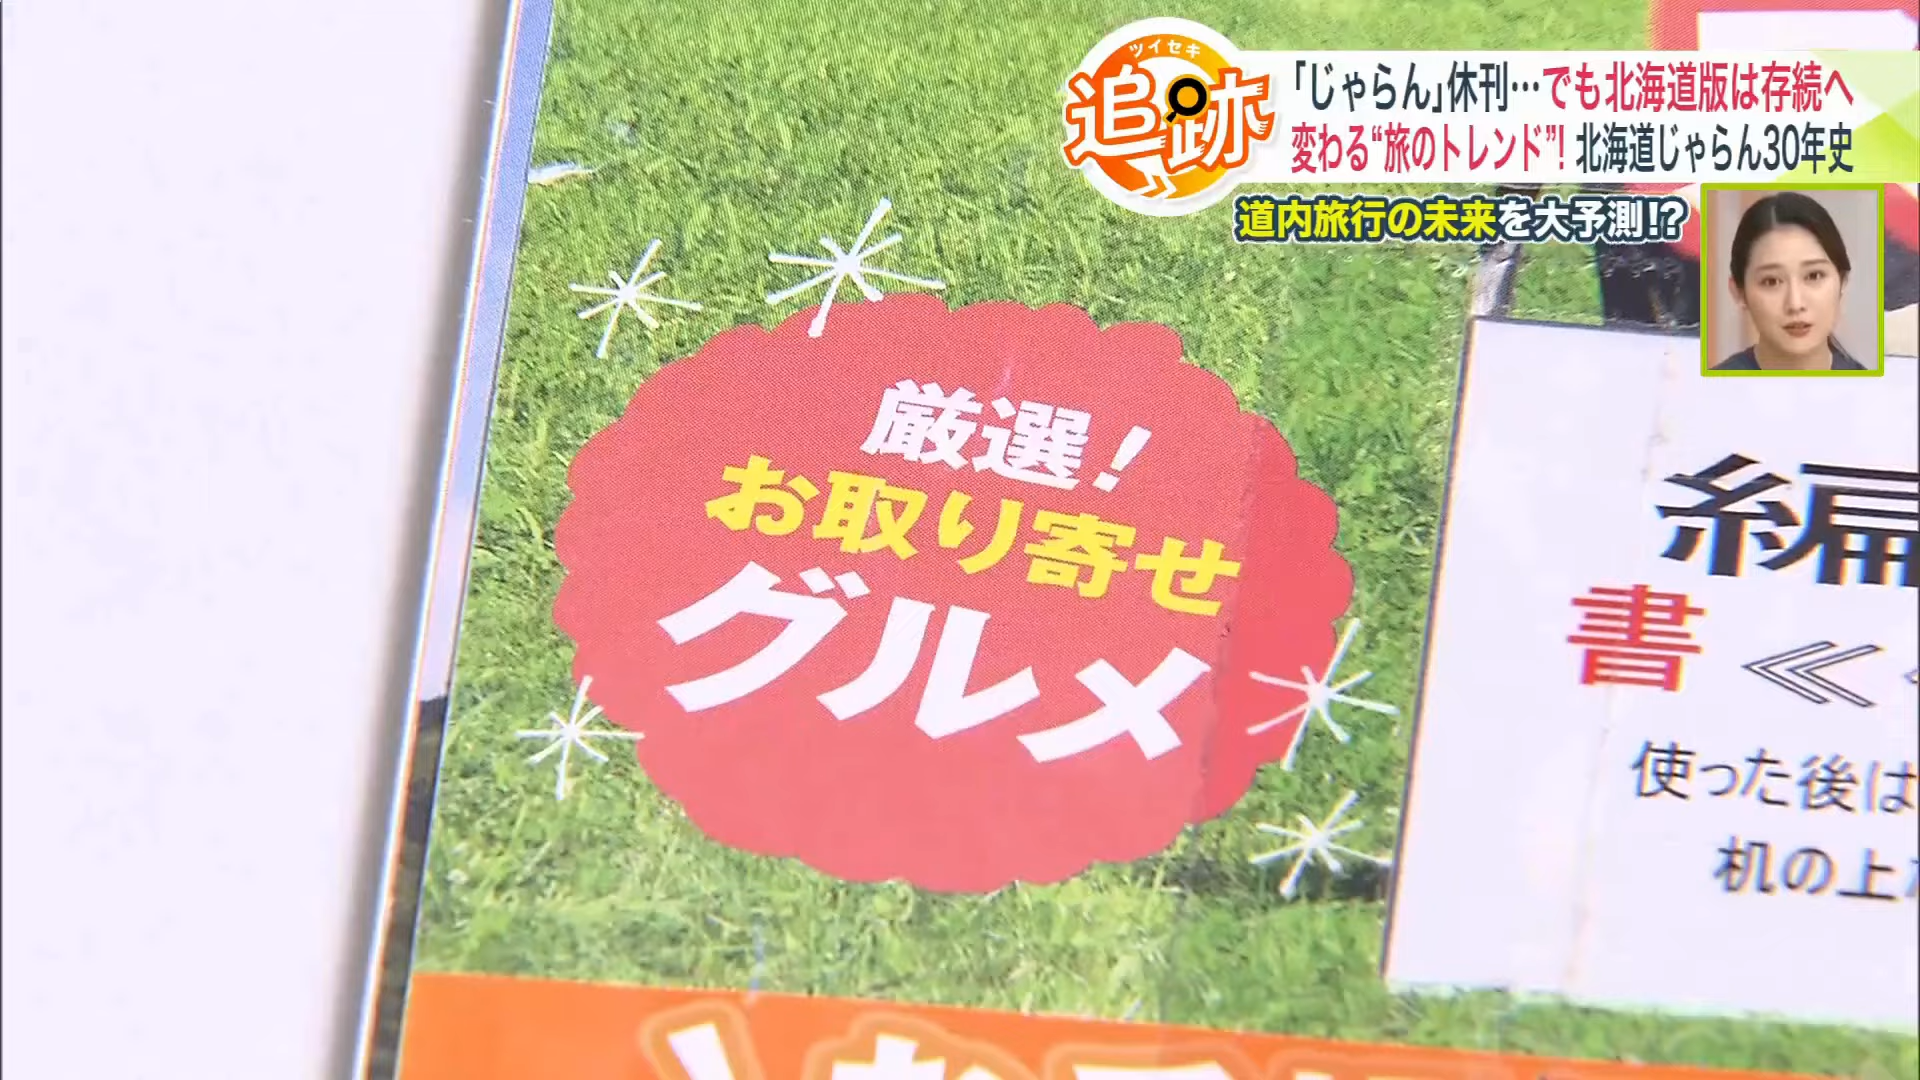 ツイセキ
追跡
「じゃらん」休刊…でも北海道版は存続へ
変わる“旅のトレンド”! 北海道じゃらん30年史
道内旅行の未来を大予測!?
厳選!
お取り寄せ
グルメ
編
書≪
使った後は
机の上